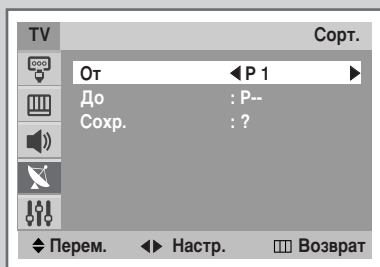 TV Сорт.
От ◀ P 1 ▶
До : P--
Сохр. : ?
Перем. Настр. Возврат